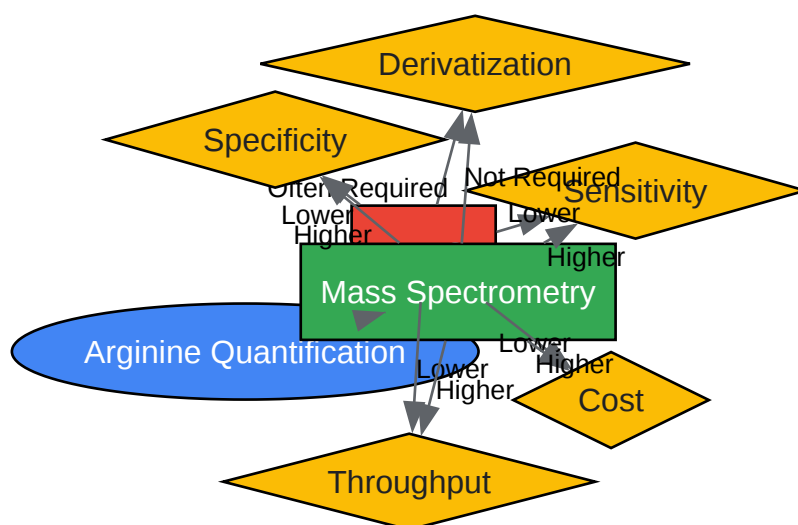 Derivatization
Specificity
Often Required
Not Required
Sensitivity
Lower
Lower
Higher
Higher
Mass Spectrometry
Arginine Quantification
Lower
Higher
Lower
Higher
Cost
Throughput